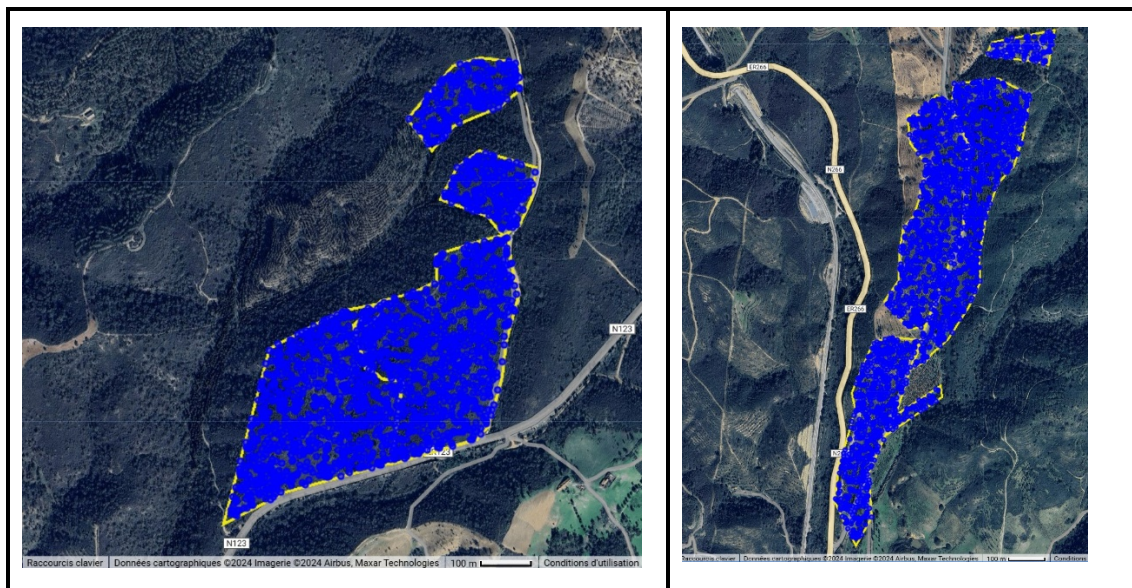 N123
N123
N123
Raccourcis clavier
Données cartographiques ©2024 Imagerie ©2024 Airbus, Maxar Technologies
100 m
Conditions d'utilisation
ER266
N266
ER266
Raccourcis clavier
Données cartographiques ©2024 Imagerie ©2024 Airbus, Maxar Technologies
100 m
Conditions